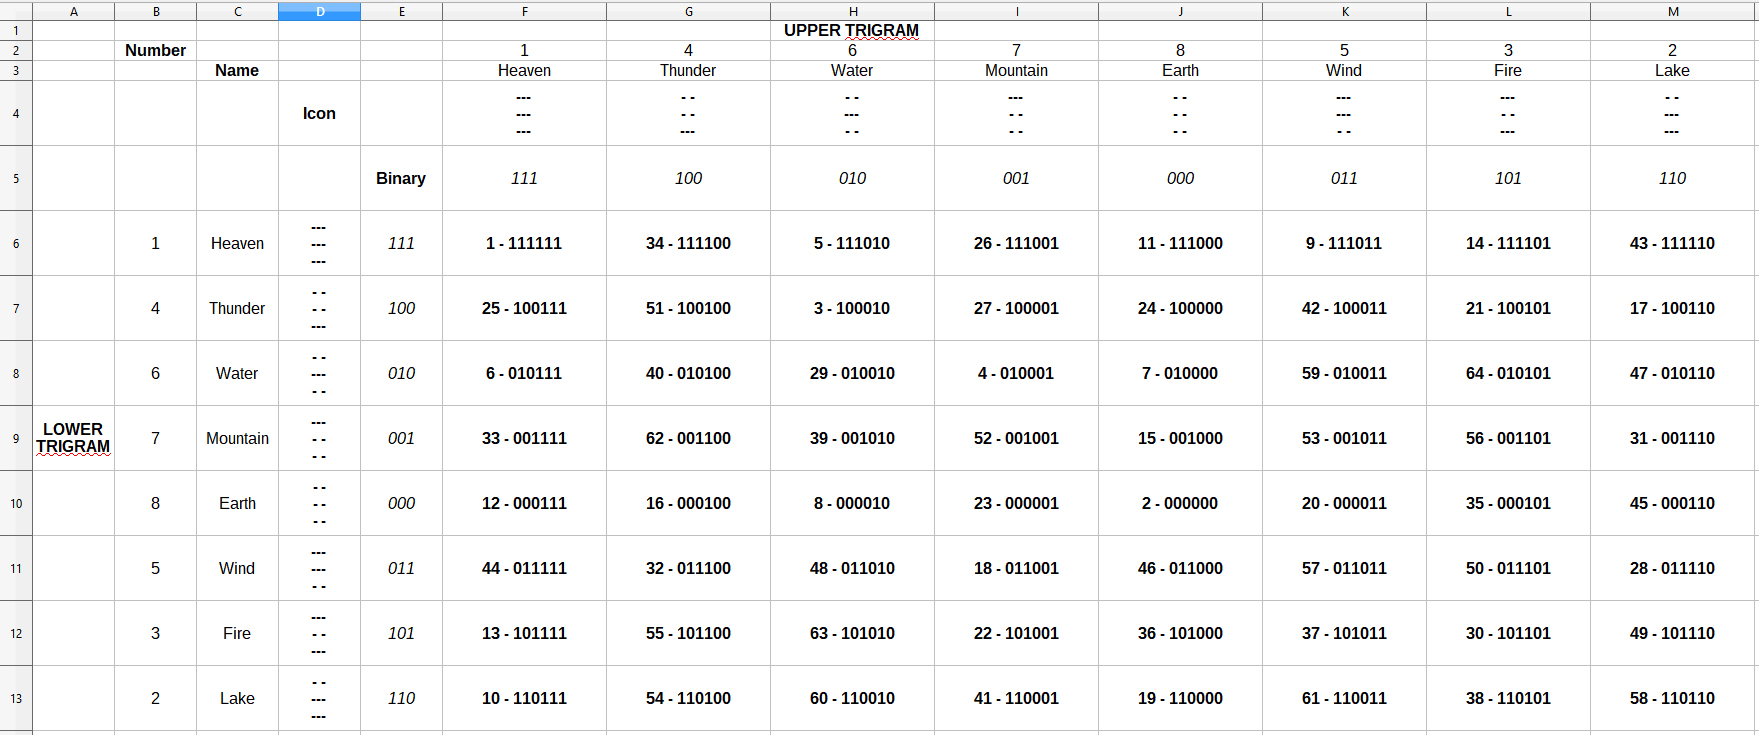 A B C D E F G H I J K L M
1 UPPER TRIGRAM
2 Number 1 4 6 7 8 5 3 2
3 Name Heaven Thunder Water Mountain Earth Wind Fire Lake
--- - - - - --- - - --- --- - -
4 Icon --- - - --- - - - - --- - - ---
--- --- - - - - - - - - --- ---
5 Binary 111 100 010 001 000 011 101 110
---
6 1 Heaven --- 111 1 - 111111 34 - 111100 5 - 111010 26 - 111001 11 - 111000 9 - 111011 14 - 111101 43 - 111110
---
- -
7 4 Thunder - - 100 25 - 100111 51 - 100100 3 - 100010 27 - 100001 24 - 100000 42 - 100011 21 - 100101 17 - 100110
---
- -
8 6 Water --- 010 6 - 010111 40 - 010100 29 - 010010 4 - 010001 7 - 010000 59 - 010011 64 - 010101 47 - 010110
- -
---
9 LOWER TRIGRAM 7 Mountain - - 001 33 - 001111 62 - 001100 39 - 001010 52 - 001001 15 - 001000 53 - 001011 56 - 001101 31 - 001110
- -
- -
10 8 Earth - - 000 12 - 000111 16 - 000100 8 - 000010 23 - 000001 2 - 000000 20 - 000011 35 - 000101 45 - 000110
- -
---
11 5 Wind --- 011 44 - 011111 32 - 011100 48 - 011010 18 - 011001 46 - 011000 57 - 011011 50 - 011101 28 - 011110
- -
---
12 3 Fire - - 101 13 - 101111 55 - 101100 63 - 101010 22 - 101001 36 - 101000 37 - 101011 30 - 101101 49 - 101110
---
- -
13 2 Lake --- 110 10 - 110111 54 - 110100 60 - 110010 41 - 110001 19 - 110000 61 - 110011 38 - 110101 58 - 110110
---